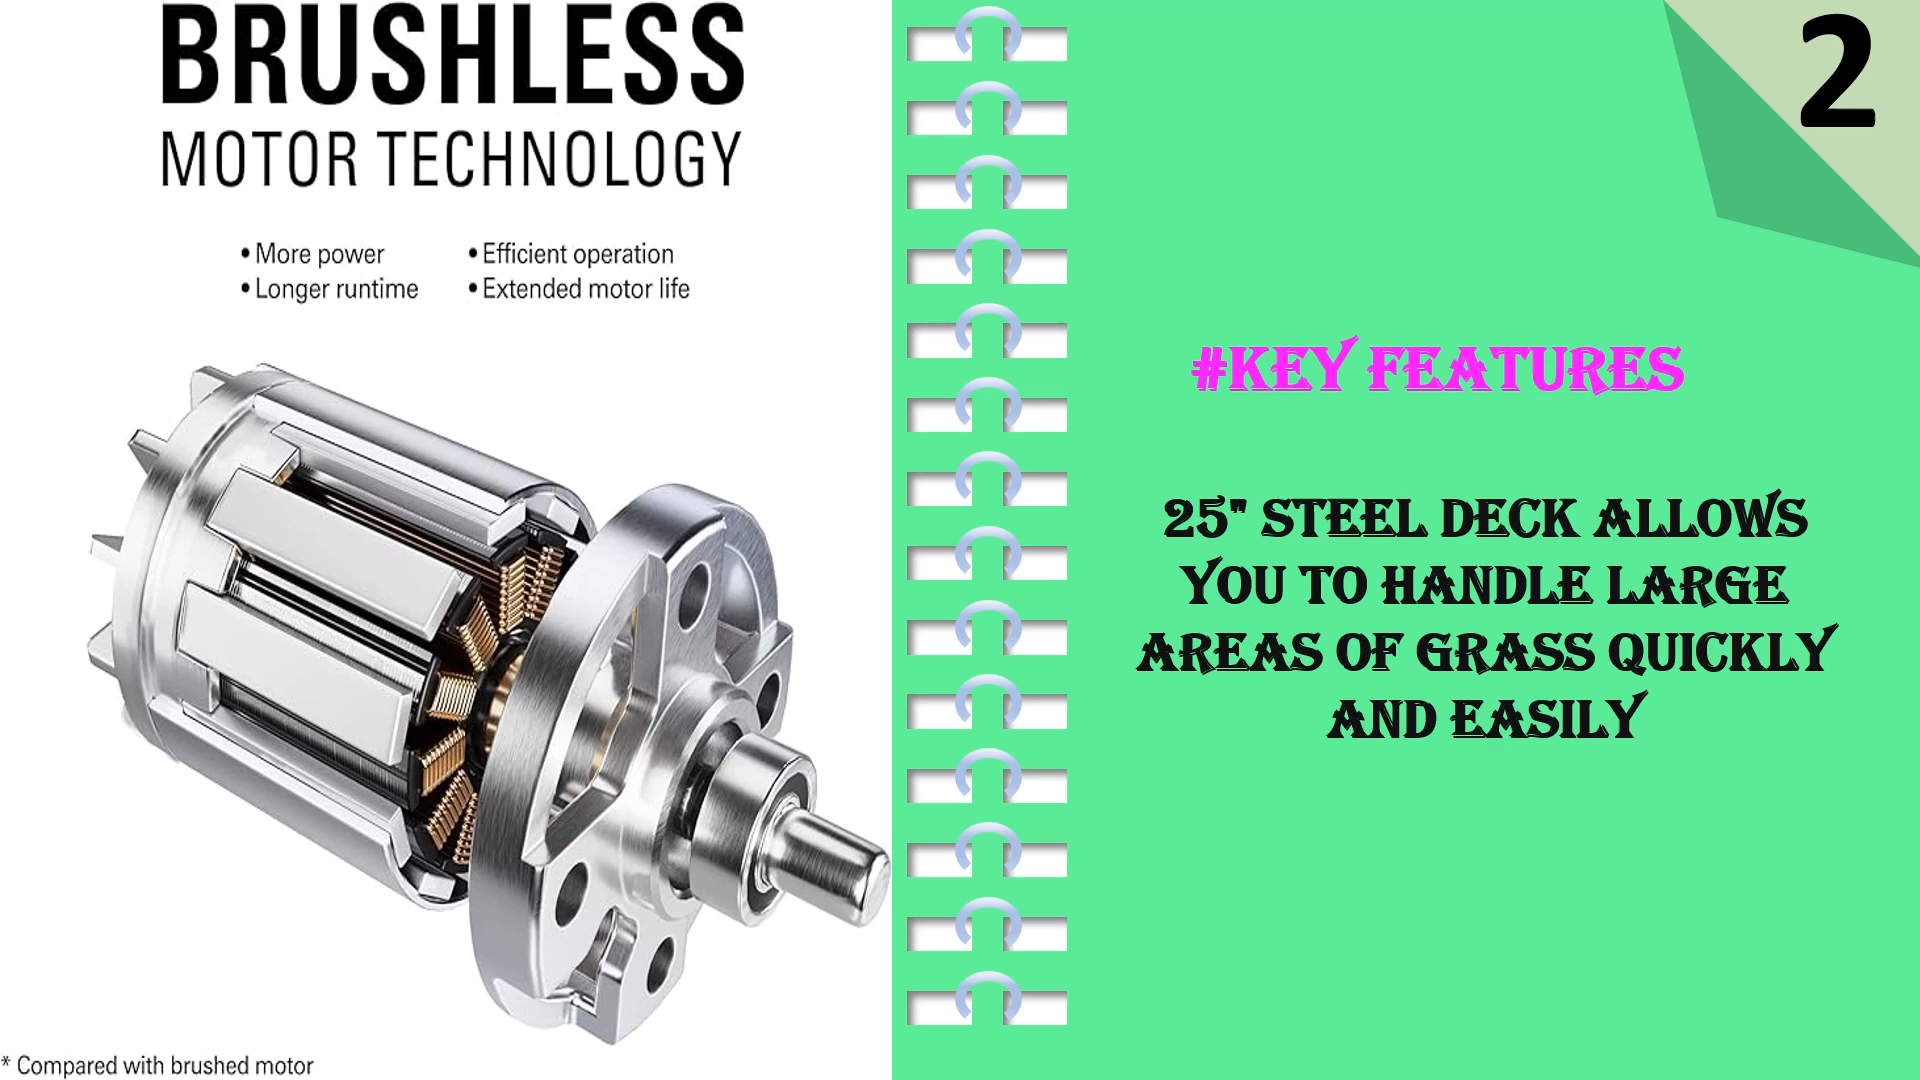 BRUSHLESS
MOTOR TECHNOLOGY
• More power
• Longer runtime
• Efficient operation
• Extended motor life
* Compared with brushed motor
2
#KEY FEATURES
25" STEEL DECK ALLOWS
YOU TO HANDLE LARGE
AREAS OF GRASS QUICKLY
AND EASILY